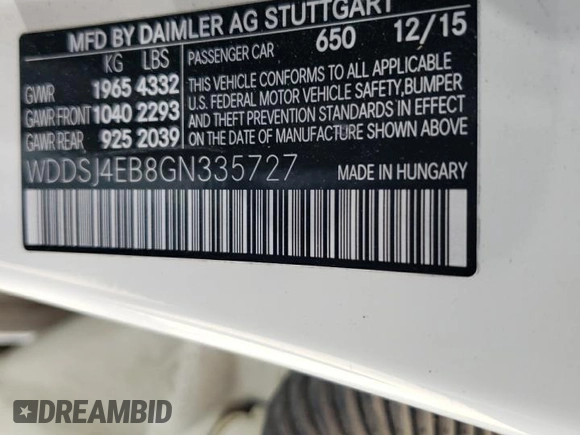 MFD BY DAIMLER AG STUTTGART
KG LBS
GVWR 1965 4332
GAWR FRONT 1040 2293
GAWR REAR 925 2039
PASSENGER CAR 650 12/15
THIS VEHICLE CONFORMS TO ALL APPLICABLE
U.S. FEDERAL MOTOR VEHICLE SAFETY, BUMPER
AND THEFT PREVENTION STANDARDS IN EFFECT
ON THE DATE OF MANUFACTURE SHOWN ABOVE.
WDDSJ4EB8GN335727
MADE IN HUNGARY
DREAMBID